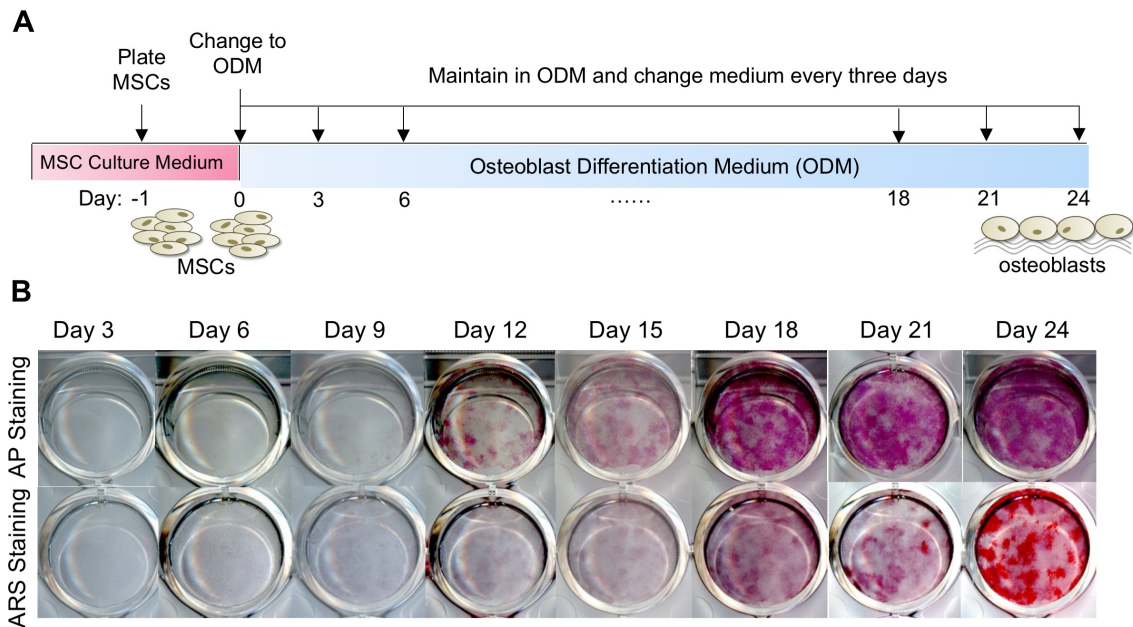 A
Plate
MSCs
Change to
ODM
Maintain in ODM and change medium every three days
MSC Culture Medium
Osteoblast Differentiation Medium (ODM)
Day: -1 0 3 6 ...... 18 21 24
MSCs
osteoblasts
B
Day 3 Day 6 Day 9 Day 12 Day 15 Day 18 Day 21 Day 24
AP Staining
ARS Staining